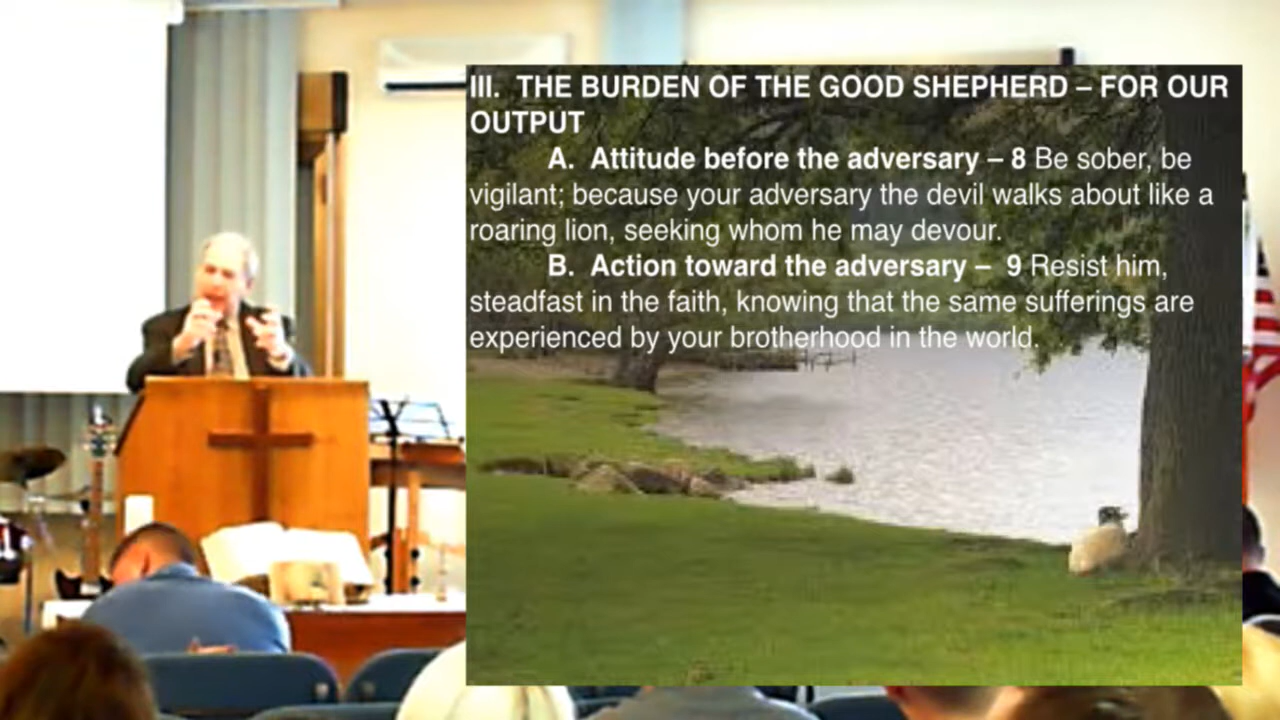 III. THE BURDEN OF THE GOOD SHEPHERD – FOR OUR
OUTPUT
A. Attitude before the adversary – 8 Be sober, be
vigilant; because your adversary the devil walks about like a
roaring lion, seeking whom he may devour.
B. Action toward the adversary – 9 Resist him,
steadfast in the faith, knowing that the same sufferings are
experienced by your brotherhood in the world.